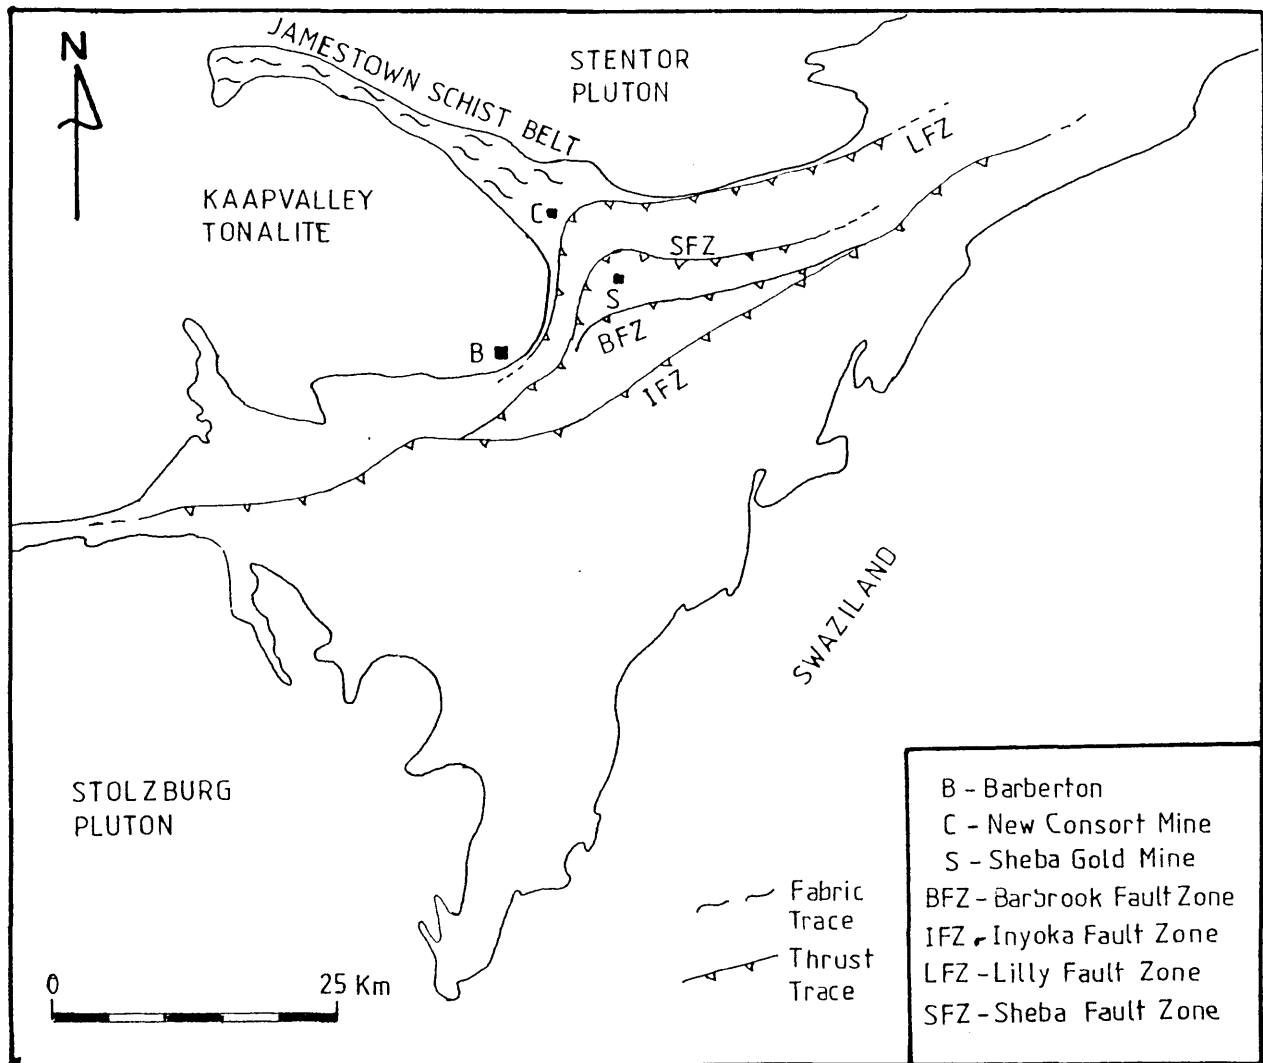 N
JAMESTOWN SCHIST BELT
STENTOR
PLUTON
LFZ
KAAPVALLEY
TONALITE
C
SFZ
S
BFZ
B
IFZ
SWAZILAND
STOLZBURG
PLUTON
B - Barberton
C - New Consort Mine
S - Sheba Gold Mine
BFZ - Barbrook Fault Zone
IFZ - Inyoka Fault Zone
LFZ - Lilly Fault Zone
SFZ - Sheba Fault Zone
Fabric
Trace
Thrust
Trace
0 25 Km